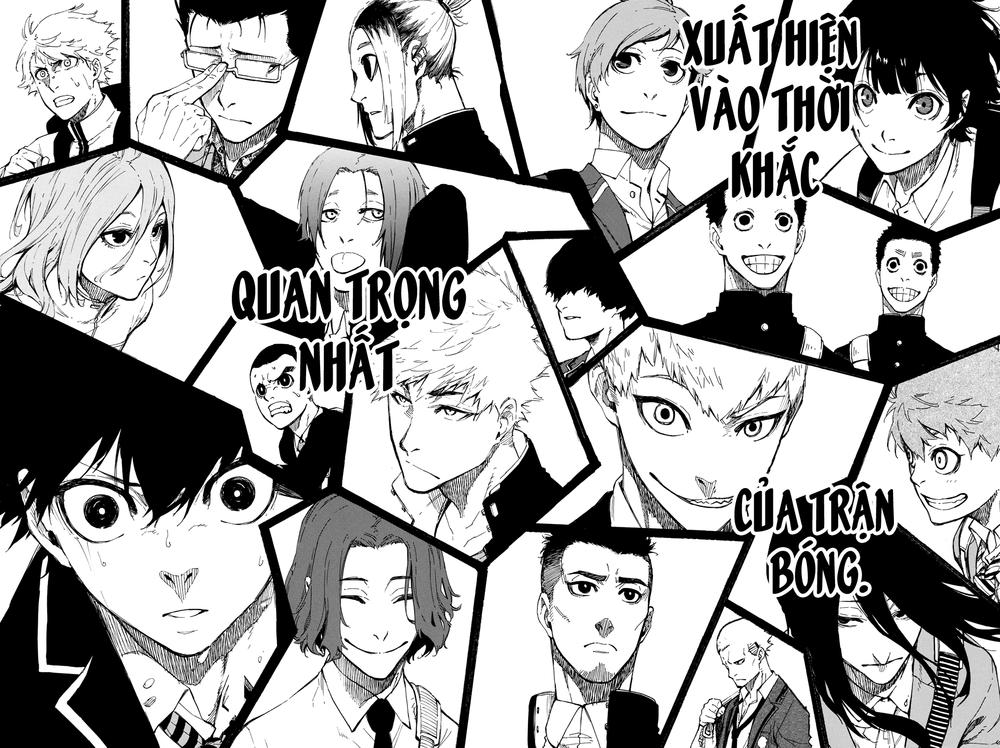 XUẤT HIỆN
VÀO THỜI
KHẮC
QUAN TRỌNG
NHẤT
CỦA TRẬN
BÓNG.